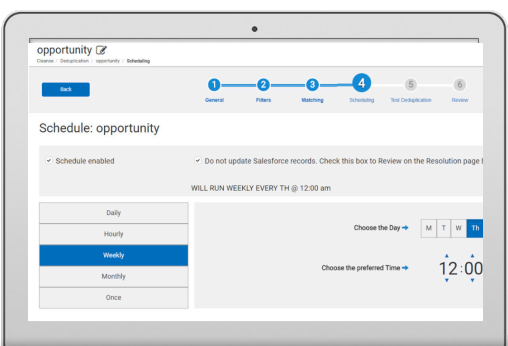 opportunity
Cleanse / Deduplication / opportunity / Scheduling
Back
1 2 3 4 5 6
General Filters Matching Scheduling Test Deduplication Review
Schedule: opportunity
Schedule enabled
Do not update Salesforce records. Check this box to Review on the Resolution page
WILL RUN WEEKLY EVERY TH @ 12:00 am
Daily
Hourly
Weekly
Monthly
Once
Choose the Day
M T W Th
Choose the preferred Time
12:00